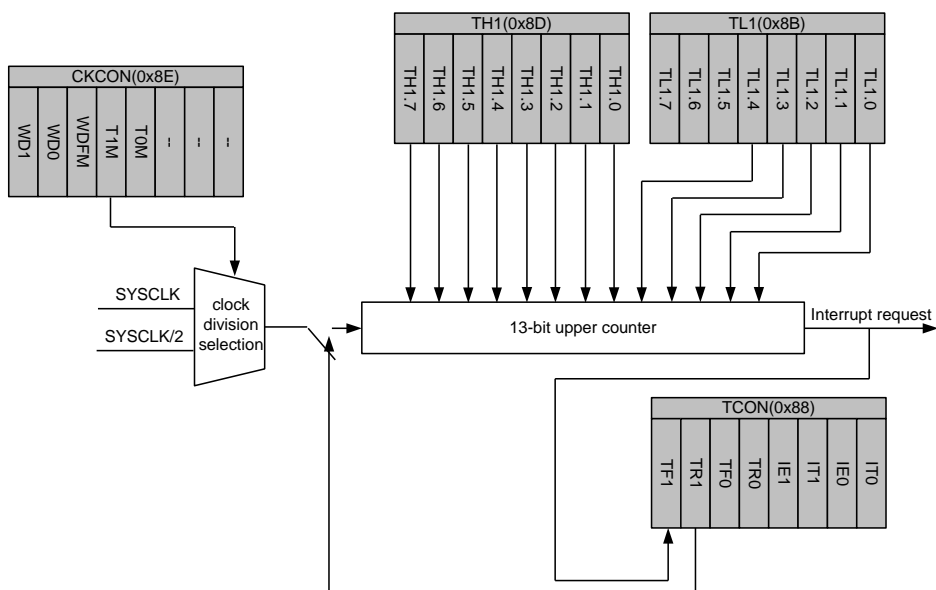 TH1(0x8D)
TH1.7
TH1.6
TH1.5
TH1.4
TH1.3
TH1.2
TH1.1
TH1.0
TL1(0x8B)
TL1.7
TL1.6
TL1.5
TL1.4
TL1.3
TL1.2
TL1.1
TL1.0
CKCON(0x8E)
WD1
WD0
WDFM
T1M
T0M
--
--
--
SYSCLK
SYSCLK/2
clock
division
selection
13-bit upper counter
Interrupt request
TCON(0x88)
TF1
TR1
TF0
TR0
IE1
IT1
IE0
IT0